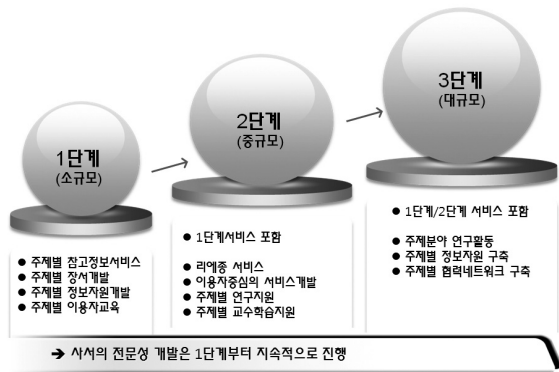 1단계
(소규모)
● 주제별 참고정보서비스
● 주제별 장서개발
● 주제별 정보자원개발
● 주제별 이용자교육
2단계
(중규모)
● 1단계서비스 포함
● 리에종 서비스
● 이용자중심의 서비스개발
● 주제별 연구지원
● 주제별 교수학습지원
3단계
(대규모)
● 1단계/2단계 서비스 포함
● 주제분야 연구활동
● 주제별 정보자원 구축
● 주제별 협력네트워크 구축
➔ 사서의 전문성 개발은 1단계부터 지속적으로 진행